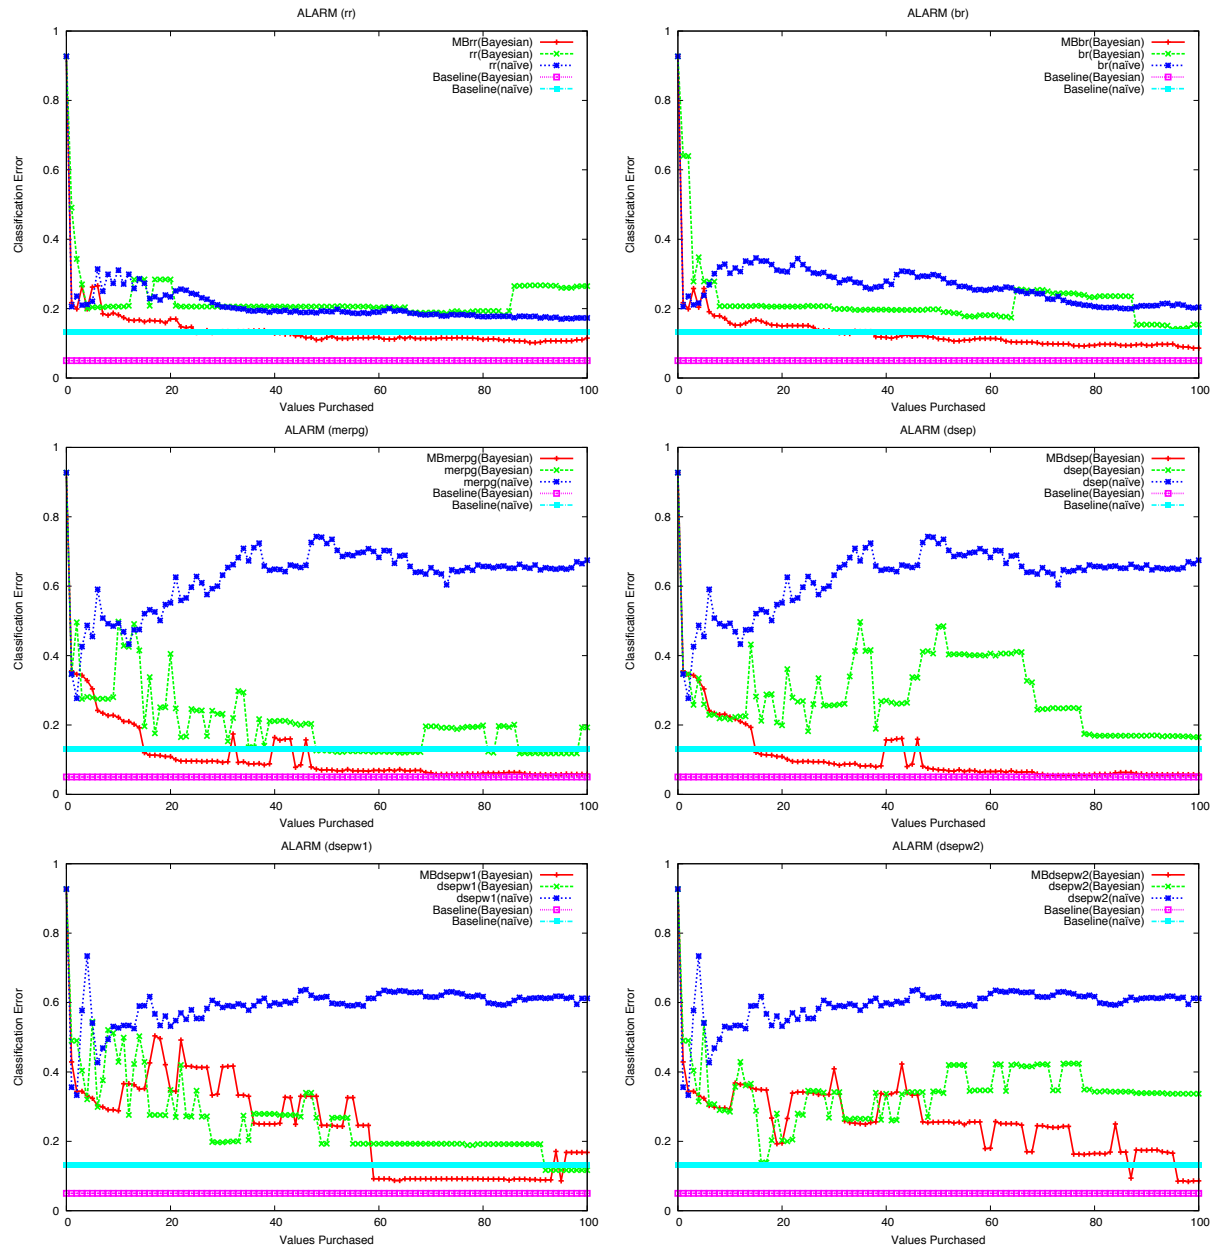 ALARM (rr)
MBrr(Bayesian)
rr(Bayesian)
rr(naïve)
Baseline(Bayesian)
Baseline(naïve)
Classification Error
1
0.8
0.6
0.4
0.2
0
0 20 40 60 80 100
Values Purchased
ALARM (br)
MBbr(Bayesian)
br(Bayesian)
br(naïve)
Baseline(Bayesian)
Baseline(naïve)
Classification Error
1
0.8
0.6
0.4
0.2
0
0 20 40 60 80 100
Values Purchased
ALARM (merpg)
MBmerpg(Bayesian)
merpg(Bayesian)
merpg(naïve)
Baseline(Bayesian)
Baseline(naïve)
Classification Error
1
0.8
0.6
0.4
0.2
0
0 20 40 60 80 100
Values Purchased
ALARM (dsep)
MBdsep(Bayesian)
dsep(Bayesian)
dsep(naïve)
Baseline(Bayesian)
Baseline(naïve)
Classification Error
1
0.8
0.6
0.4
0.2
0
0 20 40 60 80 100
Values Purchased
ALARM (dsepw1)
MBdsepw1(Bayesian)
dsepw1(Bayesian)
dsepw1(naïve)
Baseline(Bayesian)
Baseline(naïve)
Classification Error
1
0.8
0.6
0.4
0.2
0
0 20 40 60 80 100
Values Purchased
ALARM (dsepw2)
MBdsepw2(Bayesian)
dsepw2(Bayesian)
dsepw2(naïve)
Baseline(Bayesian)
Baseline(naïve)
Classification Error
1
0.8
0.6
0.4
0.2
0
0 20 40 60 80 100
Values Purchased